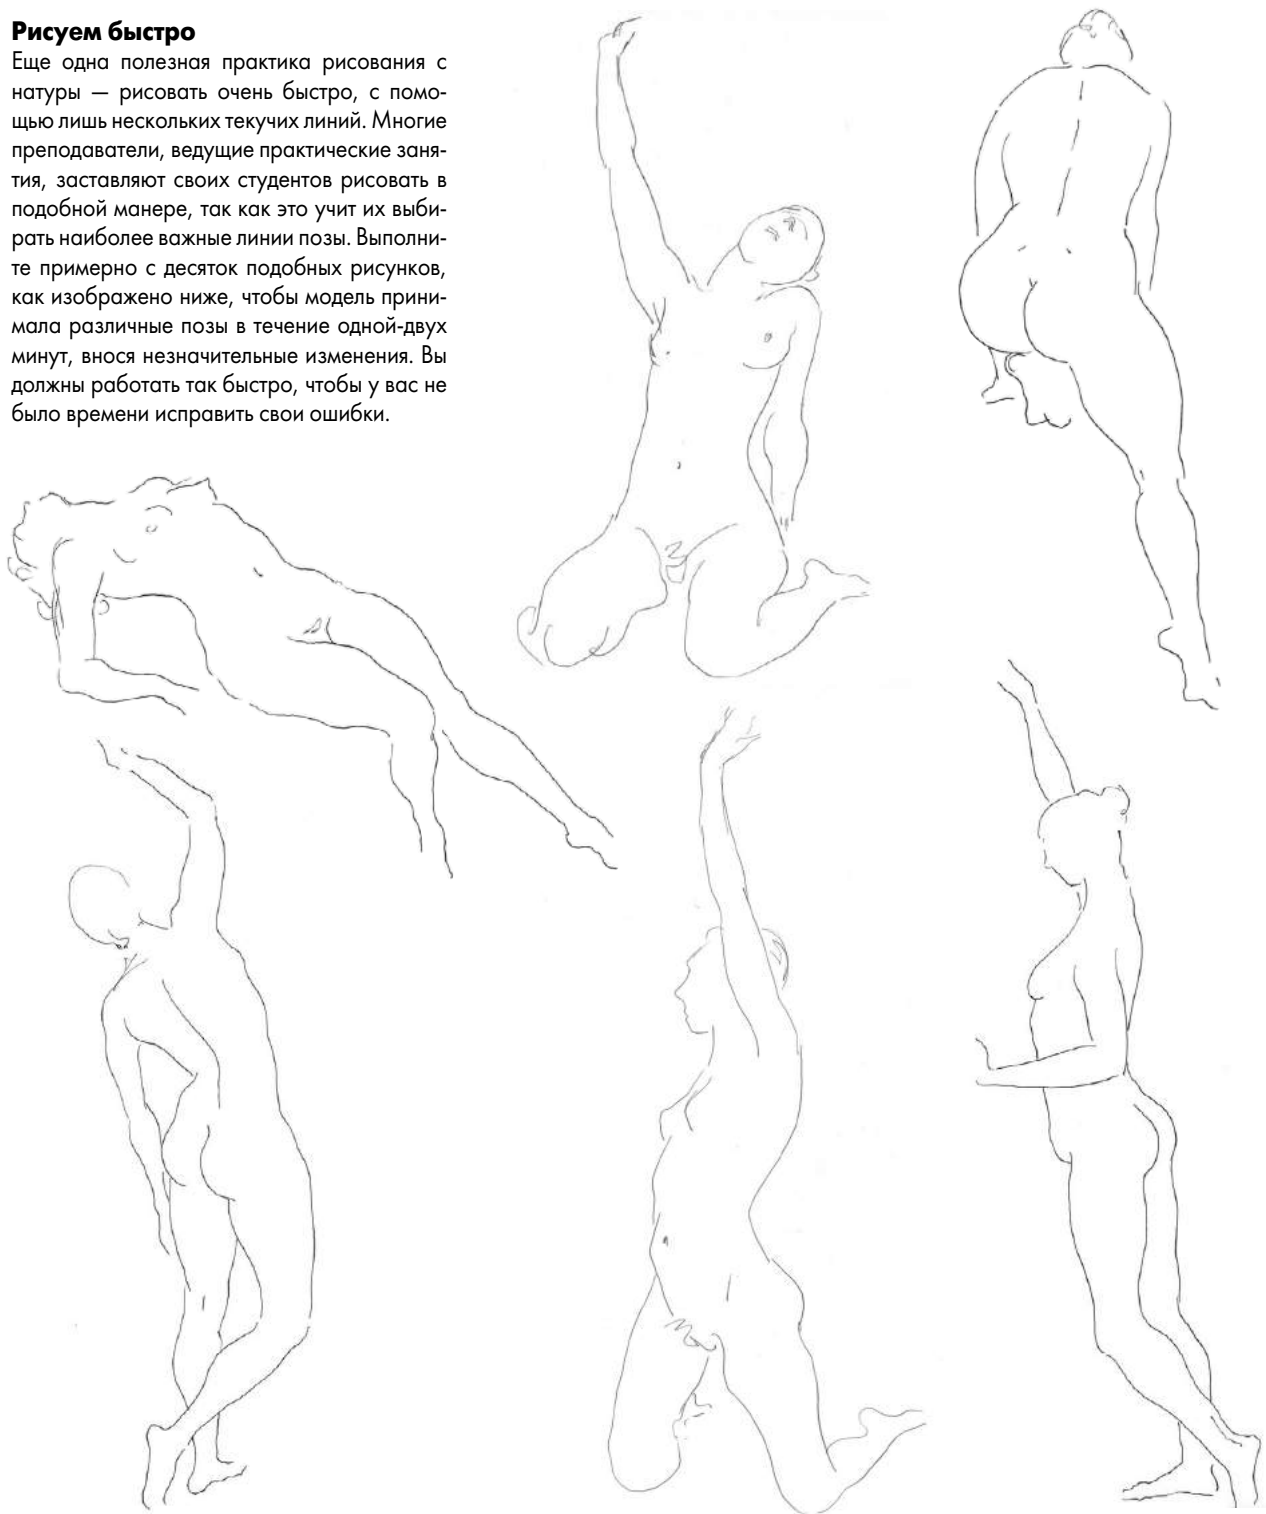 Рисуем быстро
Еще одна полезная практика рисования с
натуры — рисовать очень быстро, с помо-
щью лишь нескольких текучих линий. Многие
преподаватели, ведущие практические заня-
тия, заставляют своих студентов рисовать в
подобной манере, так как это учит их выби-
рать наиболее важные линии позы. Выполни-
те примерно с десяток подобных рисунков,
как изображено ниже, чтобы модель прини-
мала различные позы в течение одной-двух
минут, внося незначительные изменения. Вы
должны работать так быстро, чтобы у вас не
было времени исправить свои ошибки.